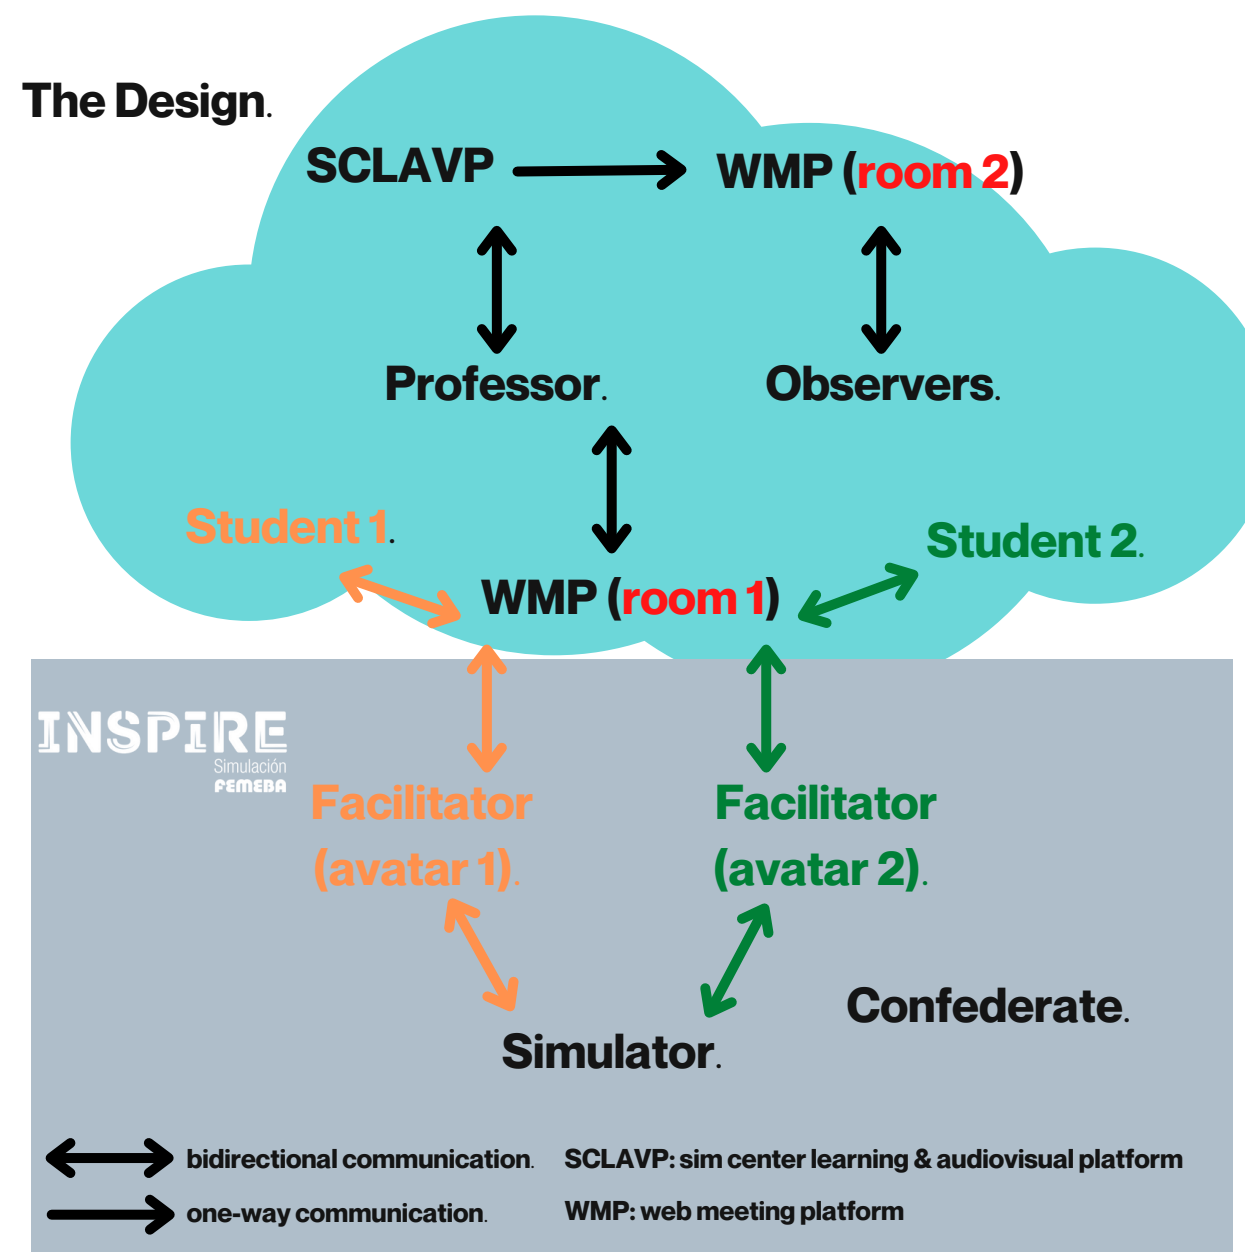 The Design.
SCLAVP
WMP (room 2)
Professor.
Observers.
Student 1.
Student 2.
WMP (room 1)
INSPIRE
Simulación
FEMEBA
Facilitator
(avatar 1).
Facilitator
(avatar 2).
Confederate.
Simulator.
bidirectional communication.
SCLAVP: sim center learning & audiovisual platform
one-way communication.
WMP: web meeting platform